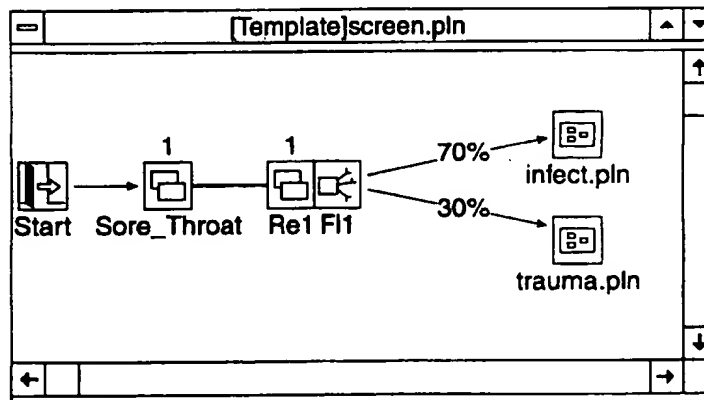 [Template]screen.pln
1
1
70%
infect.pln
30%
Start
Sore_Throat
Re1
Fl1
trauma.pln